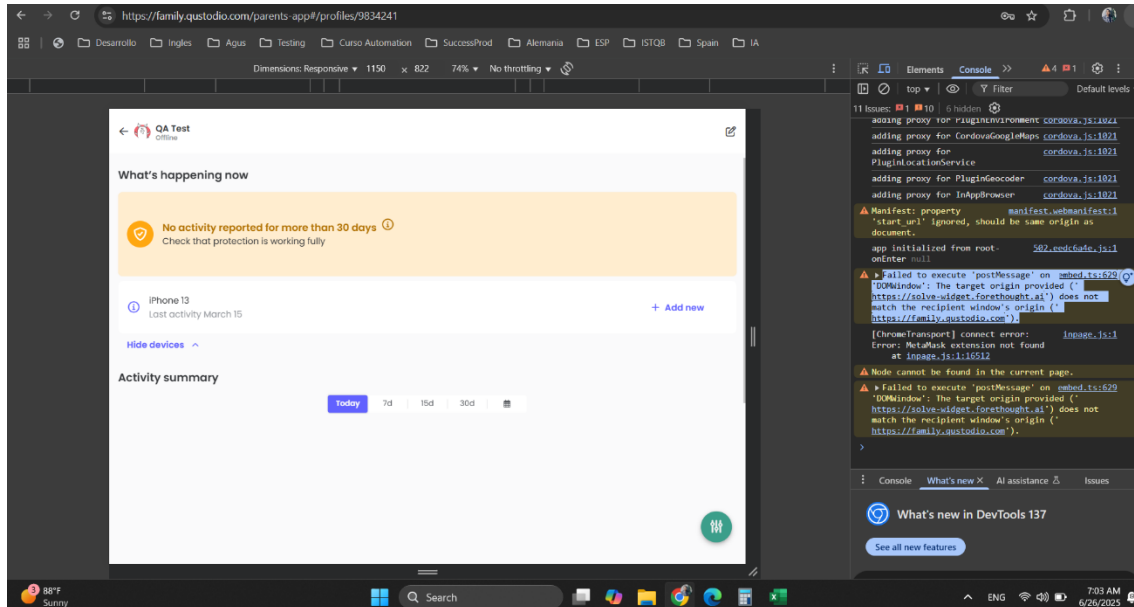 https://family.qustodio.com/parents-app#/profiles/9834241
Desarrollo Ingles Agus Testing Curso Automation SuccessProd Alemania ESP ISTQB Spain IA
Dimensions: Responsive 1150 × 822 74% No throttling
QA Test
Offline
What's happening now
No activity reported for more than 30 days
Check that protection is working fully
iPhone 13
Last activity March 15
+ Add new
Hide devices
Activity summary
Today 7d 15d 30d
Elements Console 4 1
top Filter Default levels
11 Issues: 1 10 6 hidden
adding proxy for PluginEnvironment cordova.js:1021
adding proxy for CordovaGoogleMaps cordova.js:1021
adding proxy for cordova.js:1021
PluginLocationService
adding proxy for PluginGeocoder cordova.js:1021
adding proxy for InAppBrowser cordova.js:1021
Manifest: property manifest.webmanifest:1
'start_url' ignored, should be same origin as
document.
app initialized from root- 502.eedc6a4e.js:1
onEnter null
Failed to execute 'postMessage' on embed.ts:629
'DOMWindow': The target origin provided ('
https://solve-widget.forethought.ai') does not
match the recipient window's origin ('
https://family.qustodio.com').
[ChromeTransport] connect error: inpage.js:1
Error: MetaMask extension not found
at inpage.js:1:16512
Node cannot be found in the current page.
Failed to execute 'postMessage' on embed.ts:629
'DOMWindow': The target origin provided ('
https://solve-widget.forethought.ai') does not
match the recipient window's origin ('
https://family.qustodio.com').
Console What's new AI assistance Issues
What's new in DevTools 137
See all new features
3
88°F
Sunny
Search
ENG
7:03 AM
6/26/2025